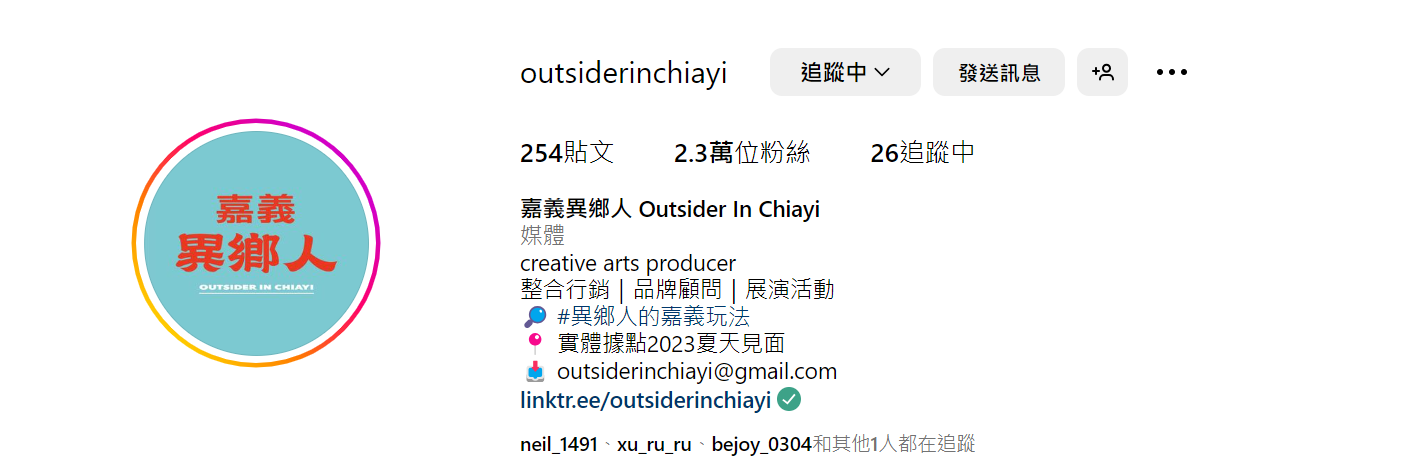 outsiderinchiayi 追蹤中 發送訊息
254貼文 2.3萬位粉絲 26追蹤中
嘉義
異鄉人
OUTSIDER IN CHIAYI
嘉義異鄉人 Outsider In Chiayi
媒體
creative arts producer
整合行銷｜品牌顧問｜展演活動
#異鄉人的嘉義玩法
實體據點2023夏天見面
outsiderinchiayi@gmail.com
linktr.ee/outsiderinchiayi
neil_1491、xu_ru_ru、bejoy_0304和其他1人都在追蹤